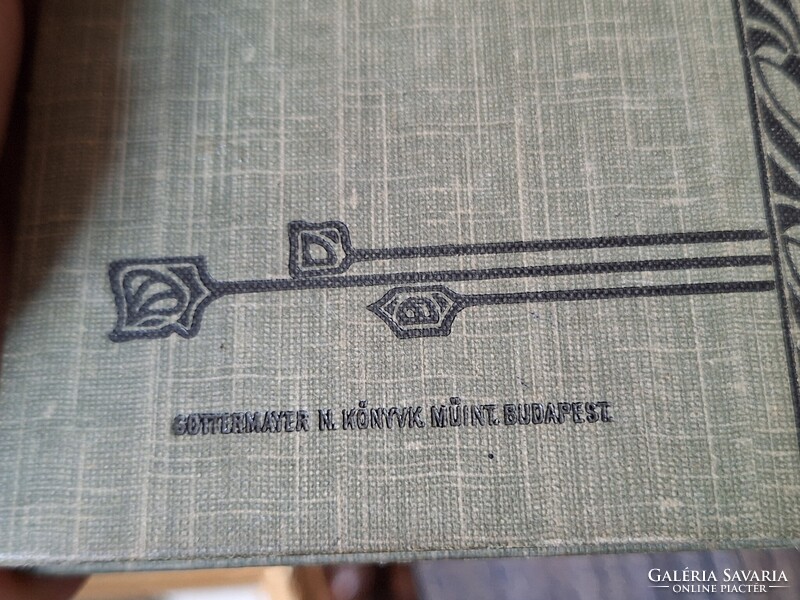 GOTTERMAYER N. KÖNYVK. MŰINT. BUDAPEST.
GALÉRIA SAVARIA
ONLINE PIACTÉR